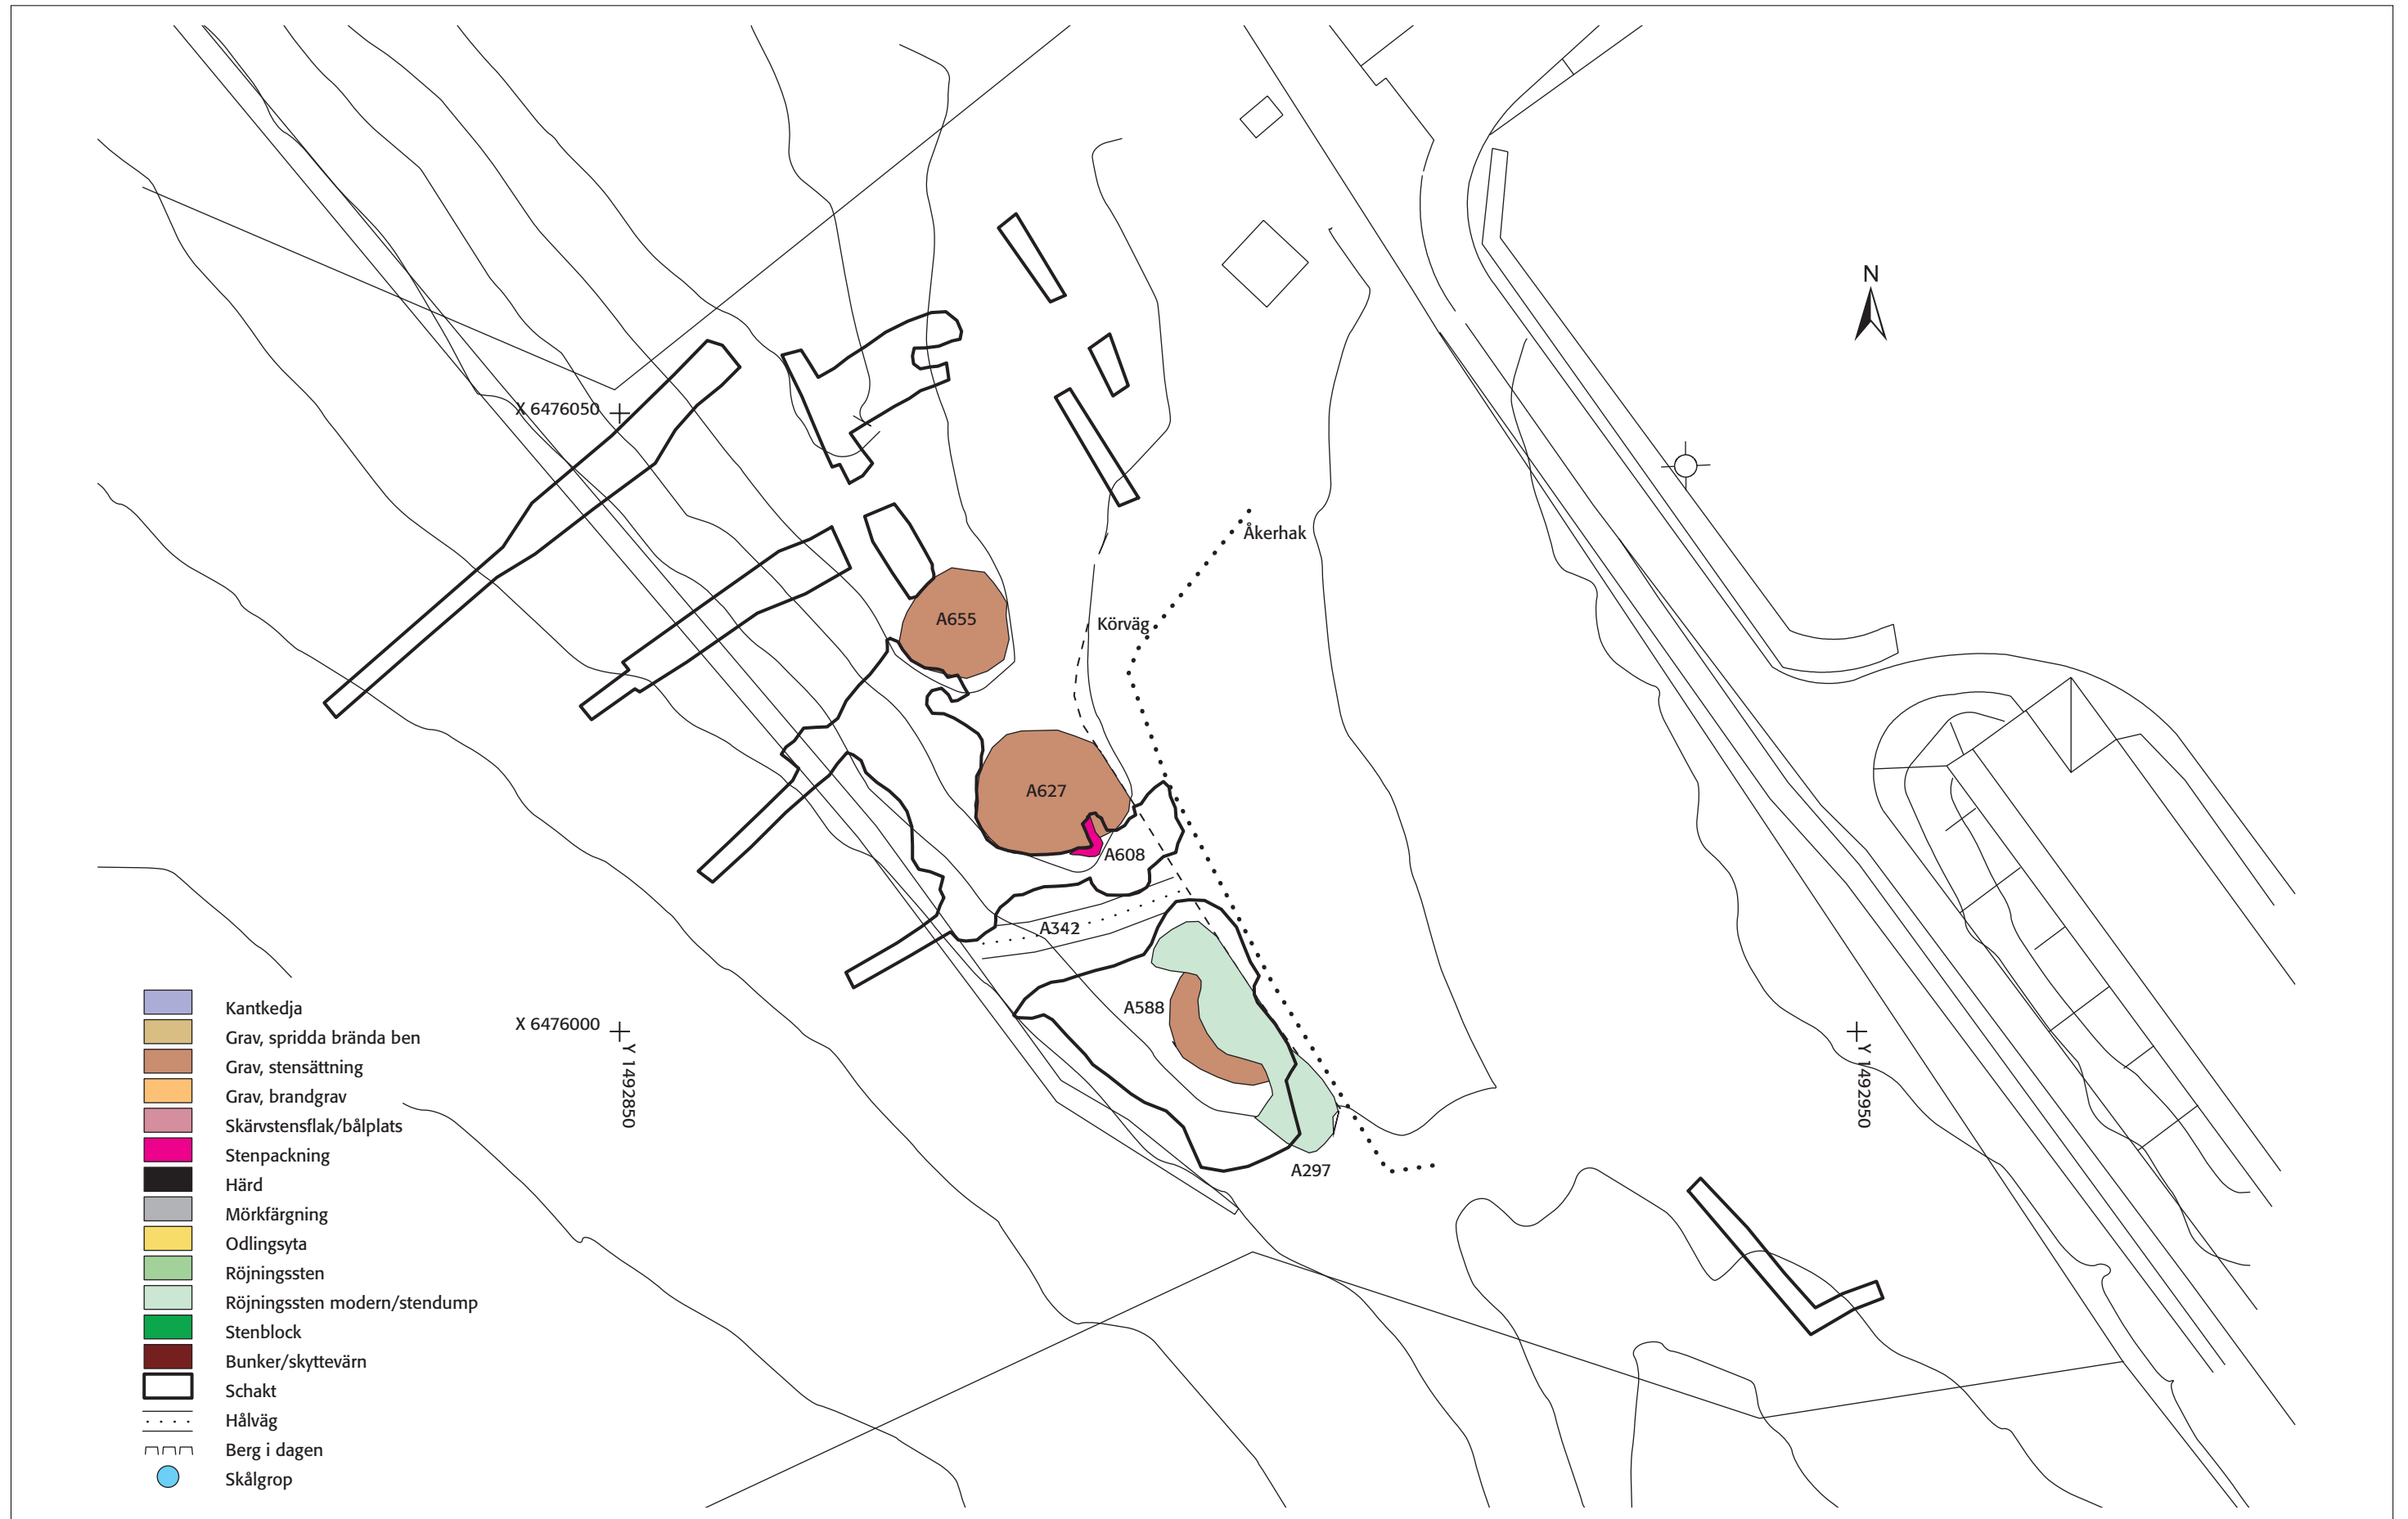 N
X 6476050
Åkerhak
A655
Körväg
A627
A608
A342
A588
X 6476000
Y 1492850
Y 1492950
A297
Kantkedja
Grav, spridda brända ben
Grav, stensättning
Grav, brandgrav
Skärvstensflak/bålplats
Stenpackning
Härd
Mörkfärgning
Odlingsyta
Röjningssten
Röjningssten modern/stendump
Stenblock
Bunker/skyttevärn
Schakt
Hålväg
Berg i dagen
Skålgrop